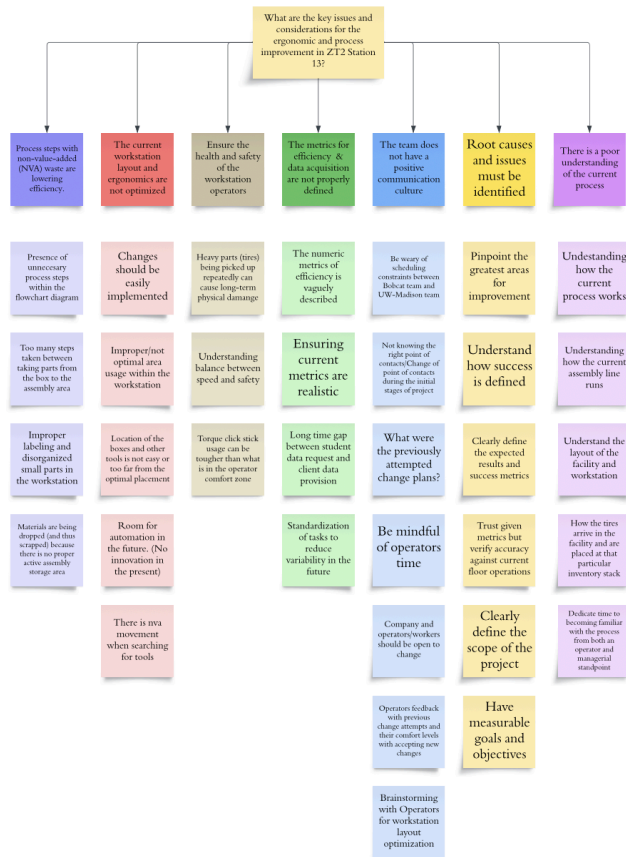 What are the key issues and
considerations for the
ergonomic and process
improvement in ZT2 Station
13?
Process steps with
non-value-added
(NVA) waste are
lowering
efficiency.
The current
workstation
layout and
ergonomics are
not optimized
Ensure the
health and safety
of the
workstation
operators
The metrics for
efficiency &
data acquisition
are not properly
defined
The team does
not have a
positive
communication
culture
Root causes
and issues
must be
identified
There is a poor
understanding of
the current
process
Presence of
unnecesary
process steps
within the
flowchart diagram
Changes
should be
easily
implemented
Heavy parts (tires)
being picked up
repeatedly can
cause long-term
physical damange
The numeric
metrics of
efficiency is
vaguely
described
Be weary of
scheduling
constraints between
Bobcat team and
UW-Madison team
Pinpoint the
greatest areas
for
improvement
Undestanding
how the
current
process works
Too many steps
taken between
taking parts from
the box to the
assembly area
Improper/not
optimal area
usage within the
workstation
Understanding
balance between
speed and safety
Ensuring
current
metrics are
realistic
Not knowing the
right point of
contacts/Change of
point of contacts
during the initial
stages of project
Understand
how success
is defined
Understanding
how the current
assembly line
runs
Improper
labeling and
disorganized
small parts in the
workstation
Location of the
boxes and other
tools is not easy or
too far from the
optimal placement
Torque click stick
usage can be
tougher than what
is in the operator
comfort zone
Long time gap
between student
data request and
client data
provision
What were
the previously
attempted
change plans?
Clearly define
the expected
results and
success metrics
Understand the
layout of the
facility and
workstation
Materials are being
dropped (and thus
scrapped) because
there is no proper
active assembly
storage area
Room for
automation in
the future. (No
innovation in
the present)
Standardization
of tasks to
reduce
variability in the
future
Be mindful
of operators
time
Trust given
metrics but
verify accuracy
against current
floor operations
How the tires
arrive in the
facility and are
placed at that
particular
inventory stack
There is nva
movement
when searching
for tools
Company and
operators/workers
should be open to
change
Clearly
define the
scope of the
project
Dedicate time to
becoming familiar
with the process
from both an
operator and
managerial
standpoint
Operators feedback
with previous
change attempts and
their comfort levels
with accepting new
changes
Have
measurable
goals and
objectives
Brainstorming
with Operators
for workstation
layout
optimization